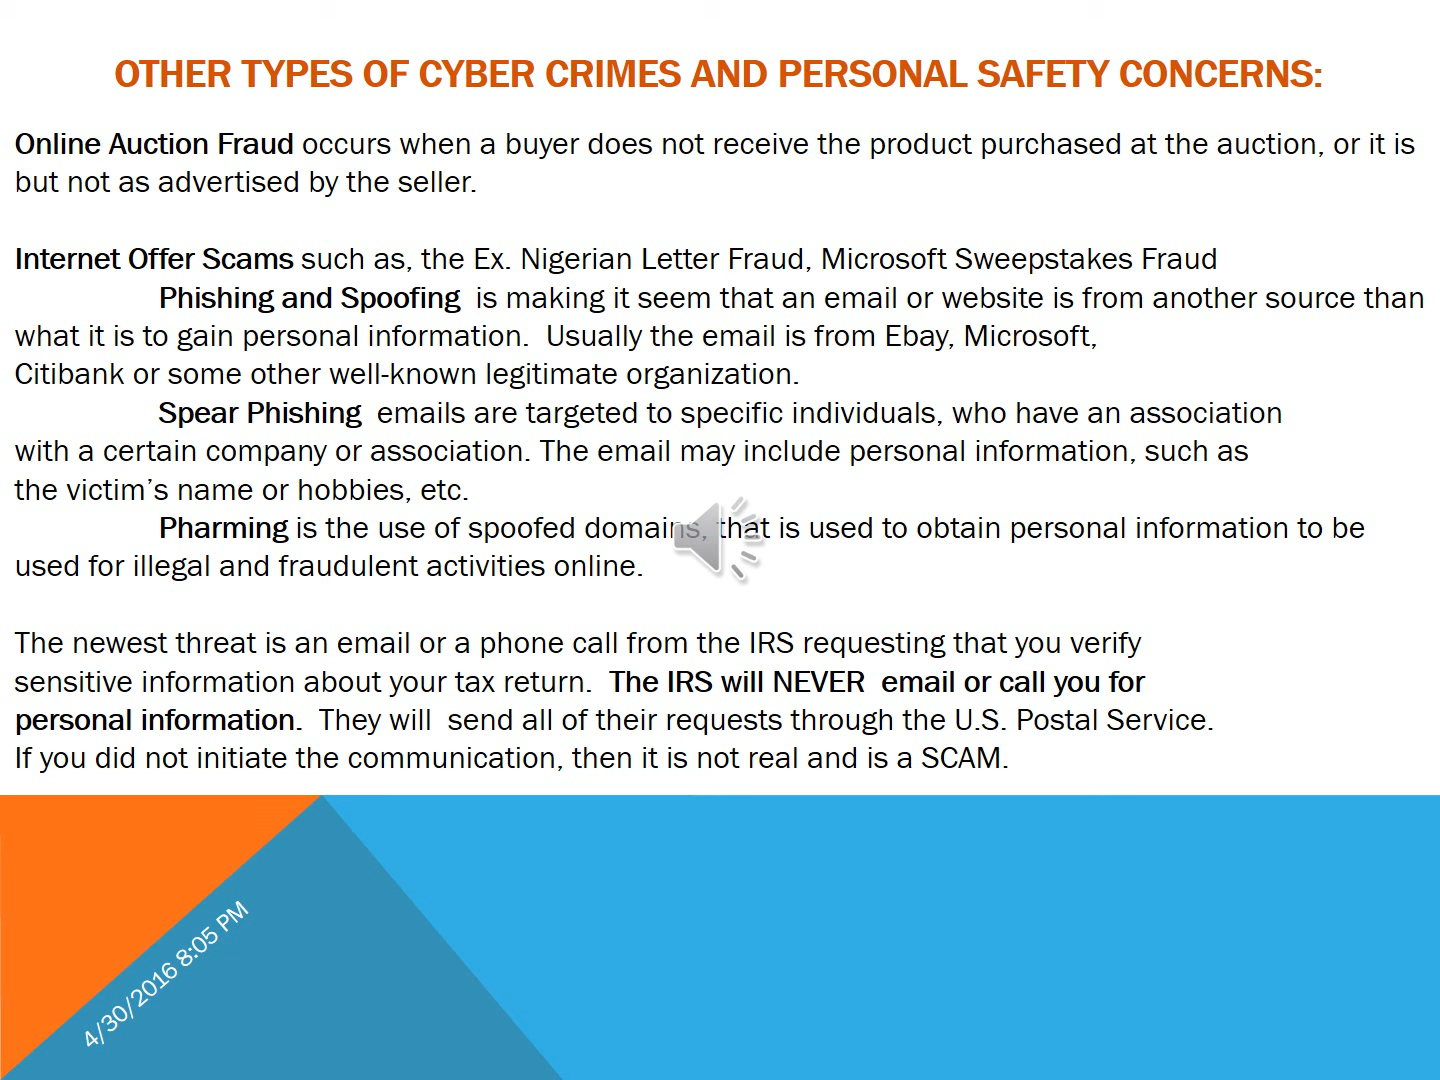 OTHER TYPES OF CYBER CRIMES AND PERSONAL SAFETY CONCERNS:
Online Auction Fraud occurs when a buyer does not receive the product purchased at the auction, or it is
but not as advertised by the seller.
Internet Offer Scams such as, the Ex. Nigerian Letter Fraud, Microsoft Sweepstakes Fraud
Phishing and Spoofing is making it seem that an email or website is from another source than
what it is to gain personal information. Usually the email is from Ebay, Microsoft,
Citibank or some other well-known legitimate organization.
Spear Phishing emails are targeted to specific individuals, who have an association
with a certain company or association. The email may include personal information, such as
the victim’s name or hobbies, etc.
Pharming is the use of spoofed domains, that is used to obtain personal information to be
used for illegal and fraudulent activities online.
The newest threat is an email or a phone call from the IRS requesting that you verify
sensitive information about your tax return. The IRS will NEVER email or call you for
personal information. They will send all of their requests through the U.S. Postal Service.
If you did not initiate the communication, then it is not real and is a SCAM.
4/30/2016 8:05 PM